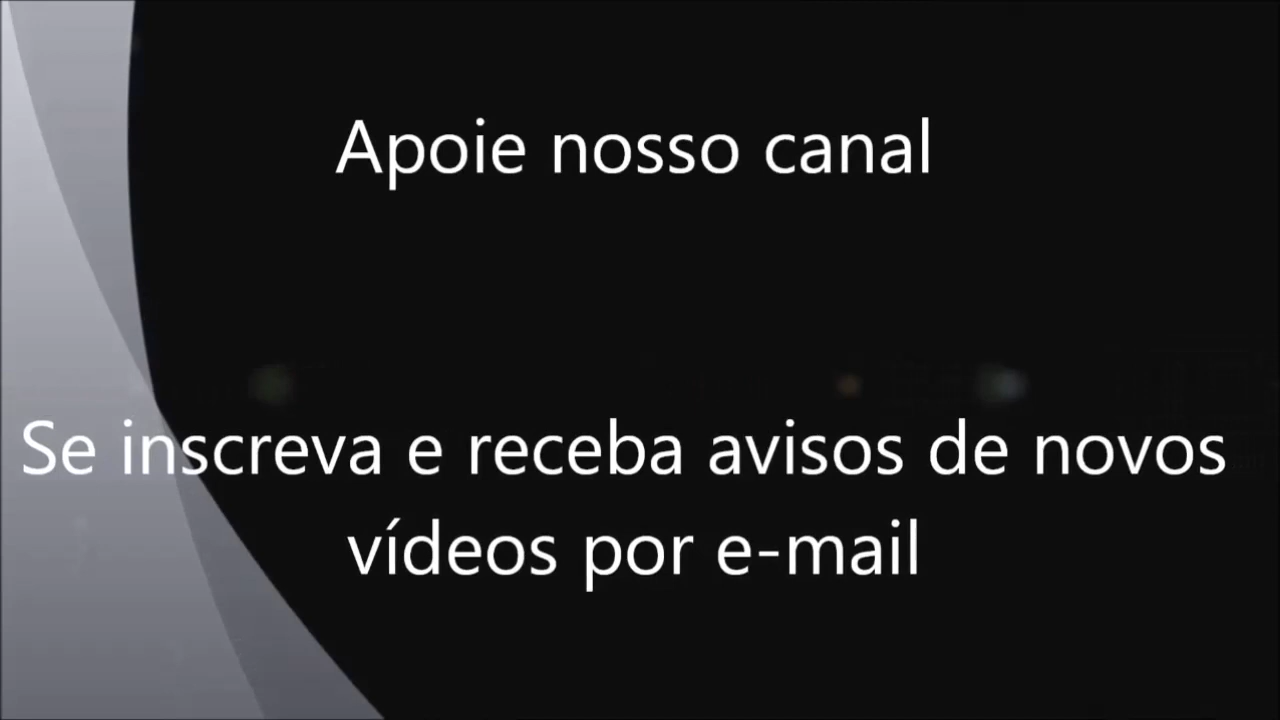 Apoie nosso canal
Se inscreva e receba avisos de novos
vídeos por e-mail